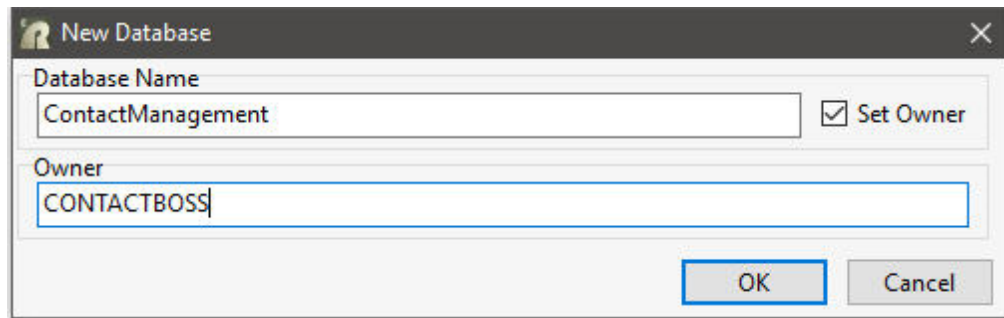 New Database
Database Name
ContactManagement
Set Owner
Owner
CONTACTBOSS
OK
Cancel